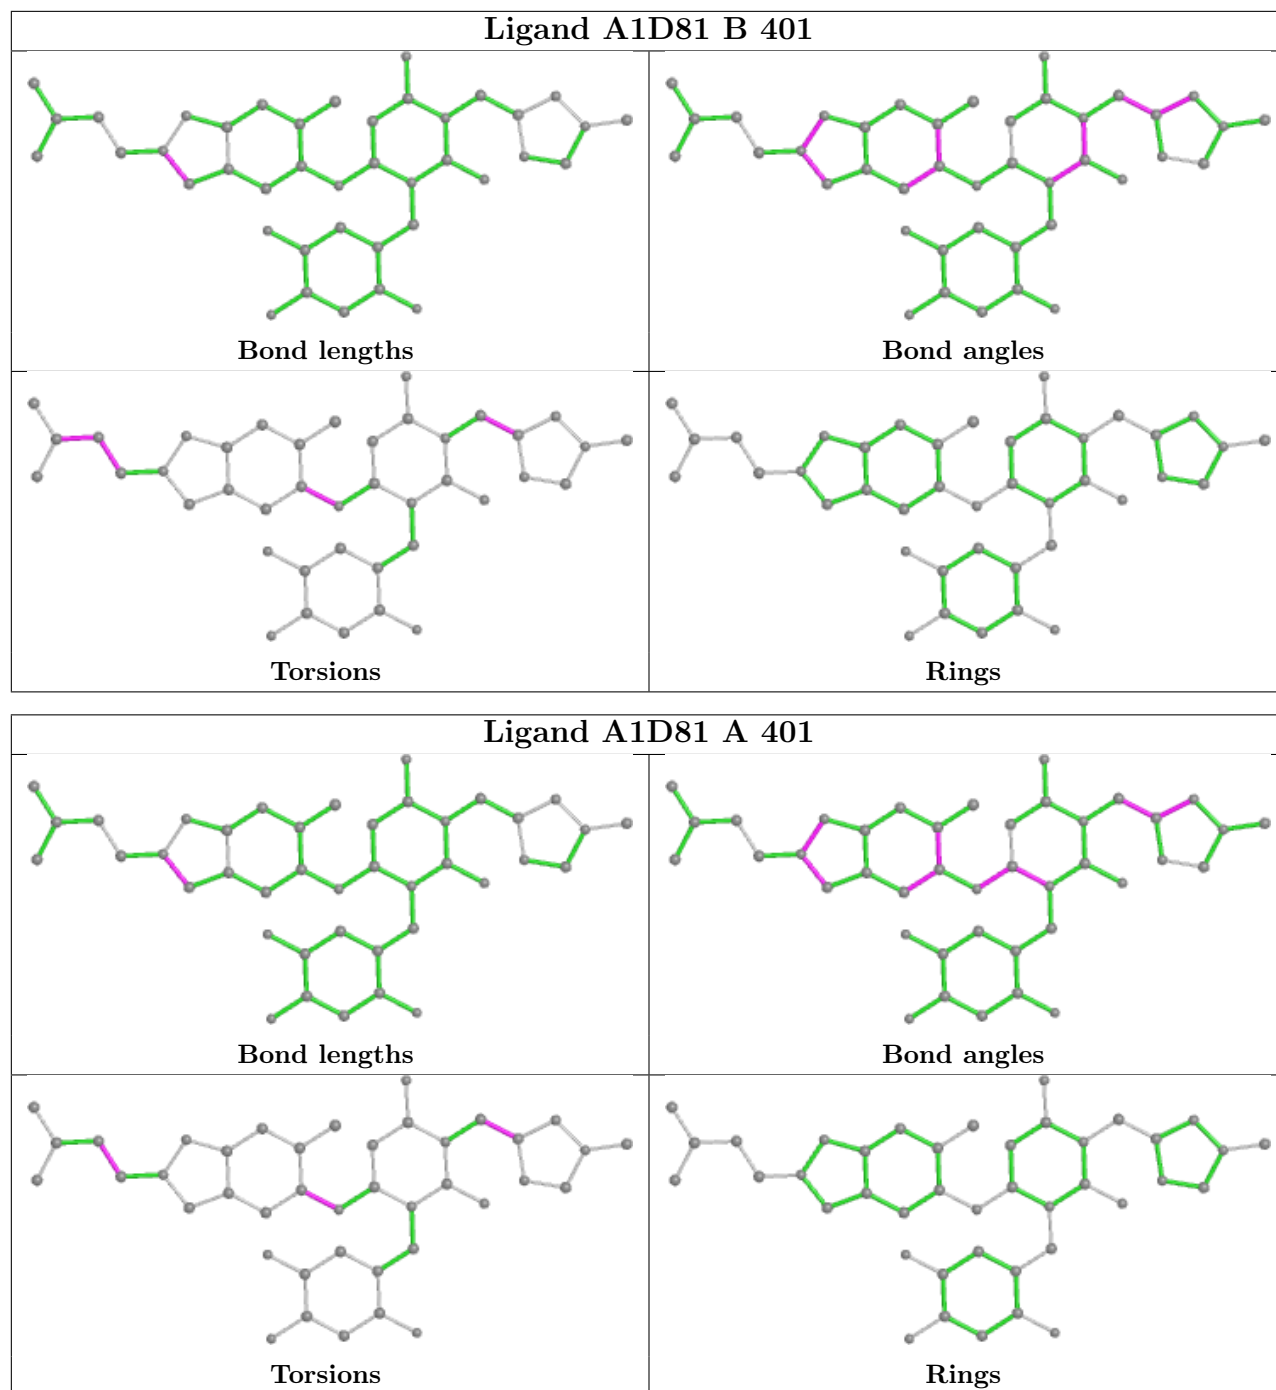 Ligand A1D81 B 401
Bond lengths
Bond angles
Torsions
Rings
Ligand A1D81 A 401
Bond lengths
Bond angles
Torsions
Rings